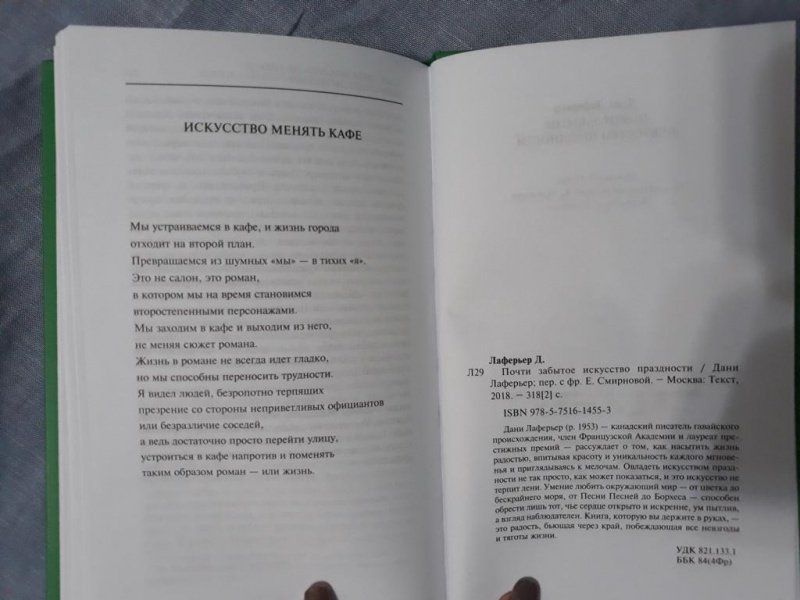 ИСКУССТВО МЕНЯТЬ КАФЕ
Мы устраиваемся в кафе, и жизнь города
отходит на второй план.
Превращаемся из шумных «мы» — в тихих «я».
Это не салон, это роман,
в котором мы на время становимся
второстепенными персонажами.
Мы заходим в кафе и выходим из него,
не меняя сюжет романа.
Жизнь в романе не всегда идет гладко,
но мы способны переносить трудности.
Я видел людей, безропотно терпящих
презрение со стороны неприветливых официантов
или безразличие соседей,
а ведь достаточно просто перейти улицу,
устроиться в кафе напротив и поменять
таким образом роман — или жизнь.
Лаферьер Д.
Л29 Почти забытое искусство праздности / Дани
Лаферьер; пер. с фр. Е. Смирновой. — Москва: Текст,
2018. — 318[2] с.
ISBN 978-5-7516-1455-3
Дани Лаферьер (р. 1953) — канадский писатель гаваийского
происхождения, член Французской Академии и лауреат пре-
стижных премий — рассуждает о том, как насытить жизнь
радостью, впитывая красоту и уникальность каждого мгнове-
нья и приглядываясь к мелочам. Овладеть искусством празд-
ности не так просто, как может показаться, и это искусство не
терпит лени. Умение любить окружающий мир — от цветка до
бескрайнего моря, от Песни Песней до Борхеса — способен
обрести лишь тот, чье сердце открыто и искренне, ум пытлив,
а взгляд наблюдателен. Книга, которую вы держите в руках, —
это радость, бьющая через край, побеждающая все невзгоды
и тяготы жизни.
УДК 821.133.1
ББК 84(4Фр)